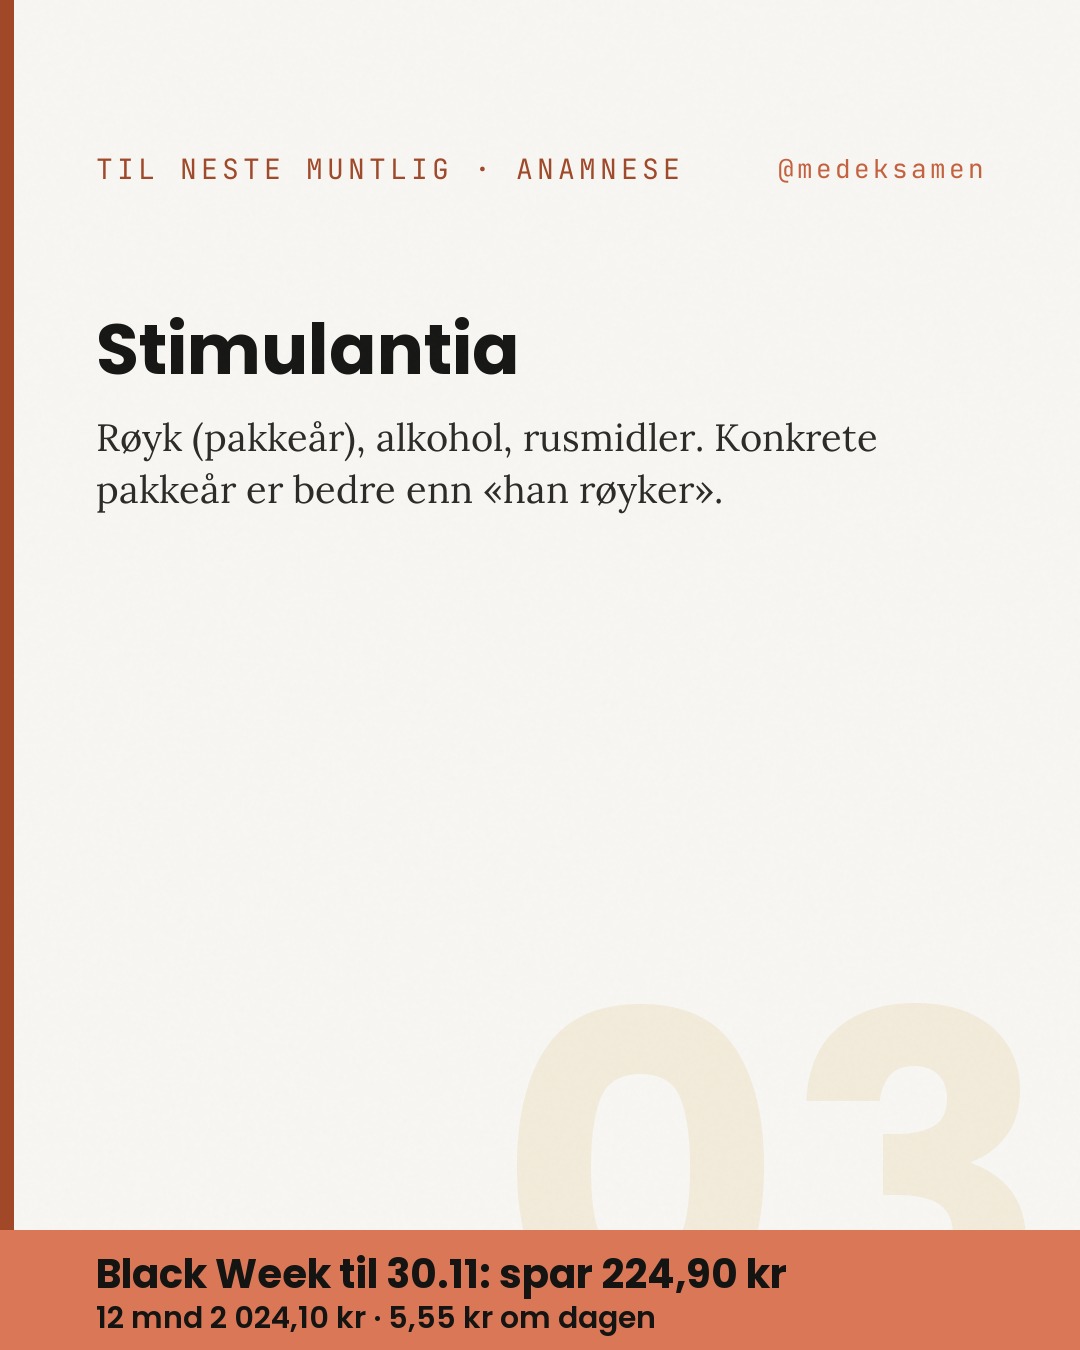 TIL NESTE MUNTLIG · ANAMNESE
@medeksamen
Stimulantia
Røyk (pakkeår), alkohol, rusmidler. Konkrete
pakkeår er bedre enn «han røyker».
03
Black Week til 30.11: spar 224,90 kr
12 mnd 2 024,10 kr · 5,55 kr om dagen